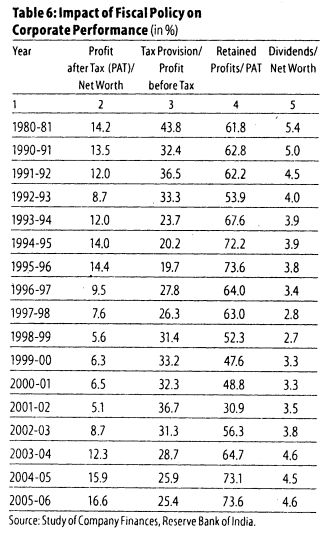 Table 6: Impact of Fiscal Policy on
Corporate Performance (in %)
Year Profit Tax Provision/ Retained Dividends/
after Tax (PAT)/ Profit Profits/ PAT Net Worth
Net Worth before Tax
1 2 3 4 5
1980-81 14.2 43.8 61.8 5.4
1990-91 13.5 32.4 62.8 5.0
1991-92 12.0 36.5 62.2 4.5
1992-93 8.7 33.3 53.9 4.0
1993-94 12.0 23.7 67.6 3.9
1994-95 14.0 20.2 72.2 3.9
1995-96 14.4 19.7 73.6 3.8
1996-97 9.5 27.8 64.0 3.4
1997-98 7.6 26.3 63.0 2.8
1998-99 5.6 31.4 52.3 2.7
1999-00 6.3 33.2 47.6 3.3
2000-01 6.5 32.3 48.8 3.3
2001-02 5.1 36.7 30.9 3.5
2002-03 8.7 31.3 56.3 3.8
2003-04 12.3 28.7 64.7 4.6
2004-05 15.9 25.9 73.1 4.5
2005-06 16.6 25.4 73.6 4.6
Source: Study of Company Finances, Reserve Bank of India.